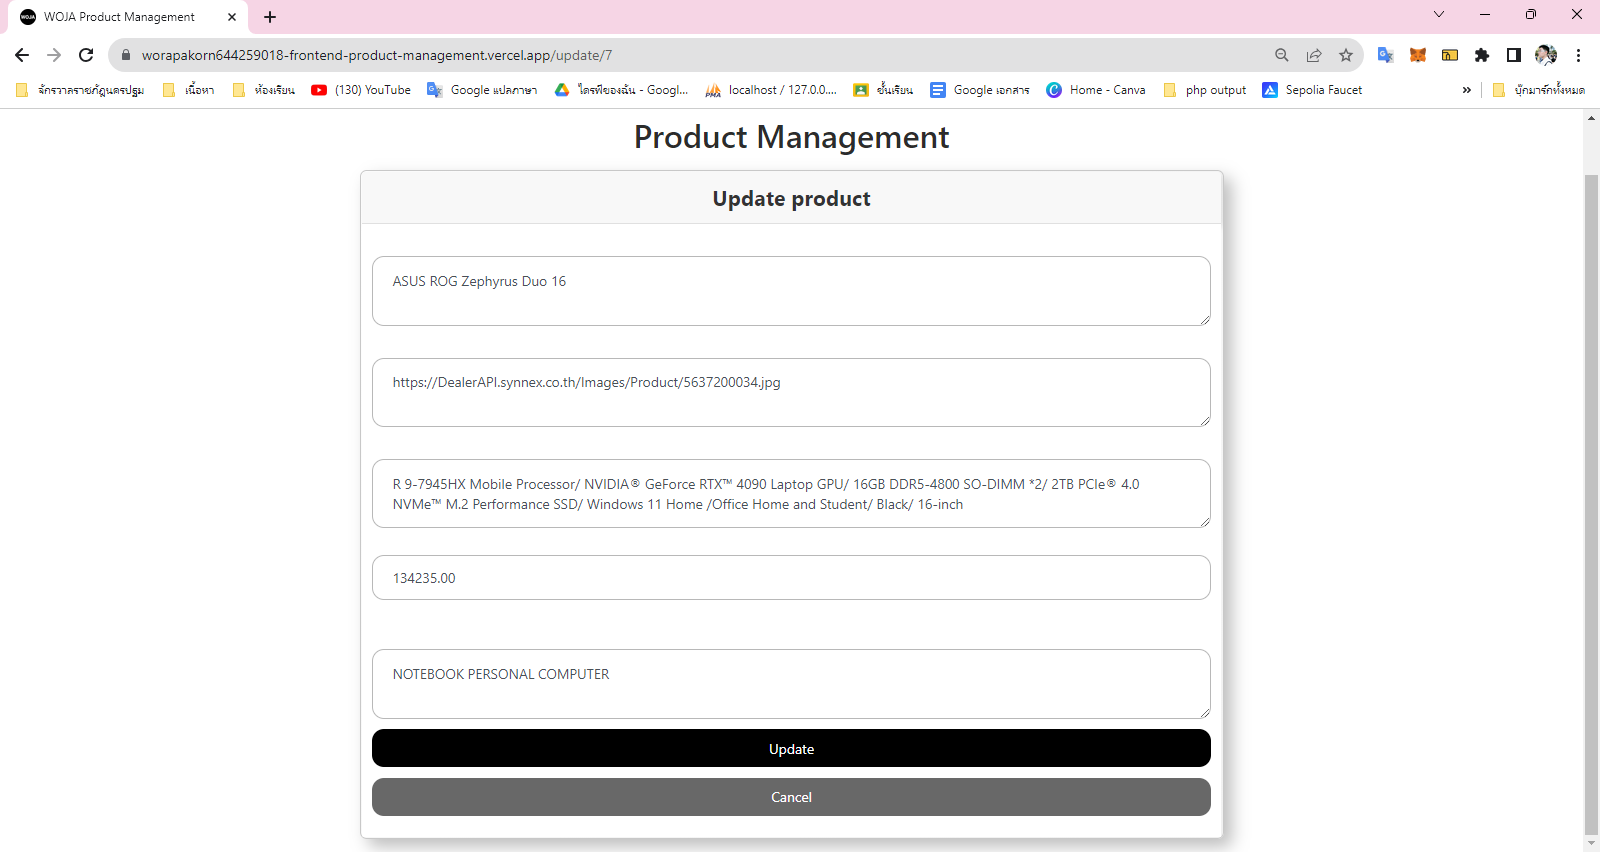 WOJA
WOJA Product Management
worapakorn644259018-frontend-product-management.vercel.app/update/7
จักรวาลราชภัฏนครปฐม
เนื้อหา
ห้องเรียน
(130) YouTube
Google แปลภาษา
ไดรฟ์ของฉัน - Googl...
PMA
localhost / 127.0.0....
ชั้นเรียน
Google เอกสาร
Home - Canva
php output
Sepolia Faucet
»
บุ๊กมาร์กทั้งหมด
Product Management
Update product
ASUS ROG Zephyrus Duo 16
https://DealerAPI.synnex.co.th/Images/Product/5637200034.jpg
R 9-7945HX Mobile Processor/ NVIDIA® GeForce RTX™ 4090 Laptop GPU/ 16GB DDR5-4800 SO-DIMM *2/ 2TB PCIe® 4.0
NVMe™ M.2 Performance SSD/ Windows 11 Home /Office Home and Student/ Black/ 16-inch
134235.00
NOTEBOOK PERSONAL COMPUTER
Update
Cancel